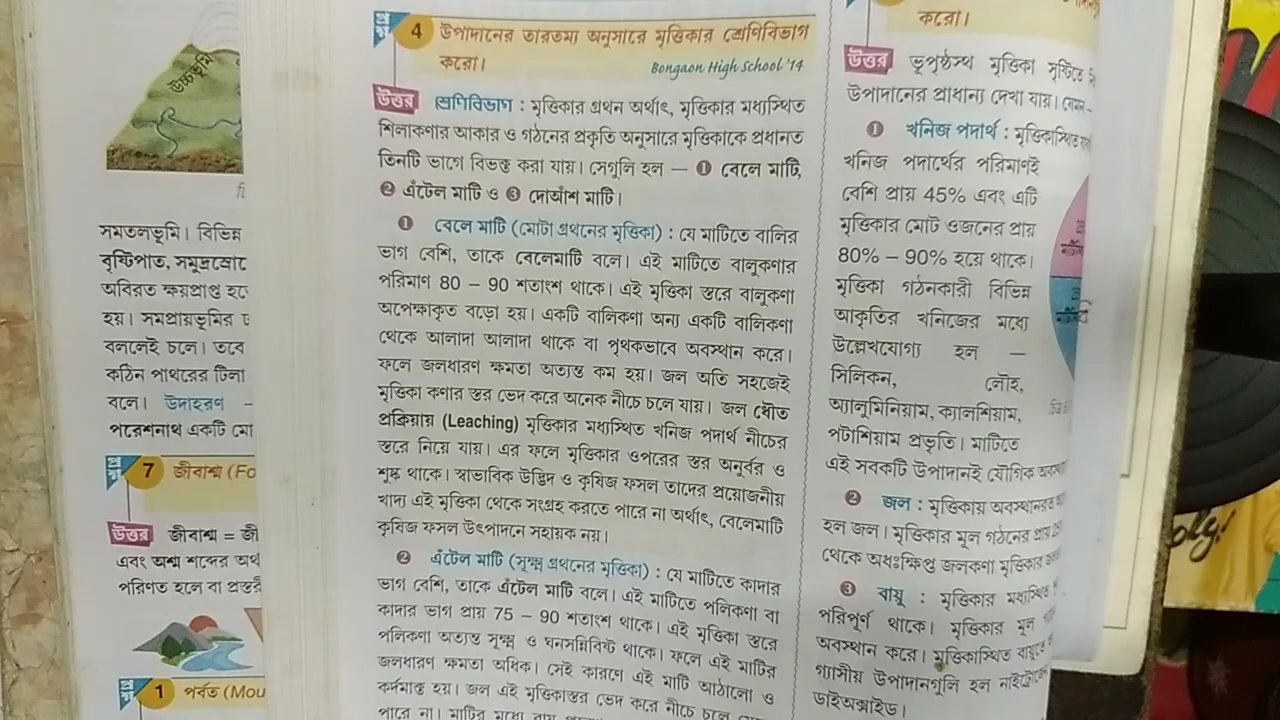 উচ্চভূমি
সমতলভূমি। বিভিন্ন
বৃষ্টিপাত, সমুদ্রস্রোতে
অবিরত ক্ষয়প্রাপ্ত হতে
হয়। সমপ্রায়ভূমির
বললেই চলে। তবে
কঠিন পাথরের টিলা
বলে। উদাহরণ –
পরেশনাথ একটি মো
প্রশ্ন 7 জীবাশ্ম (Fo
উত্তর জীবাশ্ম = জী
এবং অশ্ম শব্দের অর্থ
পরিণত হলে বা প্রস্তরী
প্রশ্ন 1 পর্বত (Mou
প্রশ্ন 4 উপাদানের তারতম্য অনুসারে মৃত্তিকার শ্রেণিবিভাগ
করো। Bongaon High School '14
উত্তর শ্রেণিবিভাগ : মৃত্তিকার গ্রথন অর্থাৎ, মৃত্তিকার মধ্যস্থিত
শিলাকণার আকার ও গঠনের প্রকৃতি অনুসারে মৃত্তিকাকে প্রধানত
তিনটি ভাগে বিভক্ত করা যায়। সেগুলি হল — ❶ বেলে মাটি,
❷ এঁটেল মাটি ও ❸ দোআঁশ মাটি।
❶ বেলে মাটি (মোটা গ্রথনের মৃত্তিকা) : যে মাটিতে বালির
ভাগ বেশি, তাকে বেলেমাটি বলে। এই মাটিতে বালুকণার
পরিমাণ 80 – 90 শতাংশ থাকে। এই মৃত্তিকা স্তরে বালুকণা
অপেক্ষাকৃত বড়ো হয়। একটি বালিকণা অন্য একটি বালিকণা
থেকে আলাদা আলাদা থাকে বা পৃথকভাবে অবস্থান করে।
ফলে জলধারণ ক্ষমতা অত্যন্ত কম হয়। জল অতি সহজেই
মৃত্তিকা কণার স্তর ভেদ করে অনেক নীচে চলে যায়। জল ধৌত
প্রক্রিয়ায় (Leaching) মৃত্তিকার মধ্যস্থিত খনিজ পদার্থ নীচের
স্তরে নিয়ে যায়। এর ফলে মৃত্তিকার ওপরের স্তর অনুর্বর ও
শুষ্ক থাকে। স্বাভাবিক উদ্ভিদ ও কৃষিজ ফসল তাদের প্রয়োজনীয়
খাদ্য এই মৃত্তিকা থেকে সংগ্রহ করতে পারে না অর্থাৎ, বেলেমাটি
কৃষিজ ফসল উৎপাদনে সহায়ক নয়।
❷ এঁটেল মাটি (সূক্ষ্ম গ্রথনের মৃত্তিকা) : যে মাটিতে কাদার
ভাগ বেশি, তাকে এঁটেল মাটি বলে। এই মাটিতে পলিকণা বা
কাদার ভাগ প্রায় 75 – 90 শতাংশ থাকে। এই মৃত্তিকা স্তরে
পলিকণা অত্যন্ত সূক্ষ্ম ও ঘনসন্নিবিষ্ট থাকে। ফলে এই মাটির
জলধারণ ক্ষমতা অধিক। সেই কারণে এই মাটি আঠালো ও
কর্দমাক্ত হয়। জল এই মৃত্তিকাস্তর ভেদ করে নীচে চলে যেতে
পারে না। মাটির মধ্যে বায়ু
করো।
উত্তর ভূপৃষ্ঠস্থ মৃত্তিকা সৃষ্টিতে
উপাদানের প্রাধান্য দেখা যায়। যেমন–
❶ খনিজ পদার্থ : মৃত্তিকাস্থিত
খনিজ পদার্থের পরিমাণই
বেশি প্রায় 45% এবং এটি
মৃত্তিকার মোট ওজনের প্রায়
80% – 90% হয়ে থাকে।
মৃত্তিকা গঠনকারী বিভিন্ন
আকৃতির খনিজের মধ্যে
উল্লেখযোগ্য হল —
সিলিকন, লৌহ,
অ্যালুমিনিয়াম, ক্যালশিয়াম,
পটাশিয়াম প্রভৃতি। মাটিতে
এই সবকটি উপাদানই যৌগিক
❷ জল : মৃত্তিকায় অবস্থানরত
হল জল। মৃত্তিকার মূল গঠনের প্রায়
থেকে অধঃক্ষিপ্ত জলকণা মৃত্তিকার
❸ বায়ু : মৃত্তিকার মধ্যস্থিত
পরিপূর্ণ থাকে। মৃত্তিকার মূল
অবস্থান করে। মৃত্তিকাস্থিত বায়ুতে
গ্যাসীয় উপাদানগুলি হল নাইট্রোজেন
ডাইঅক্সাইড।